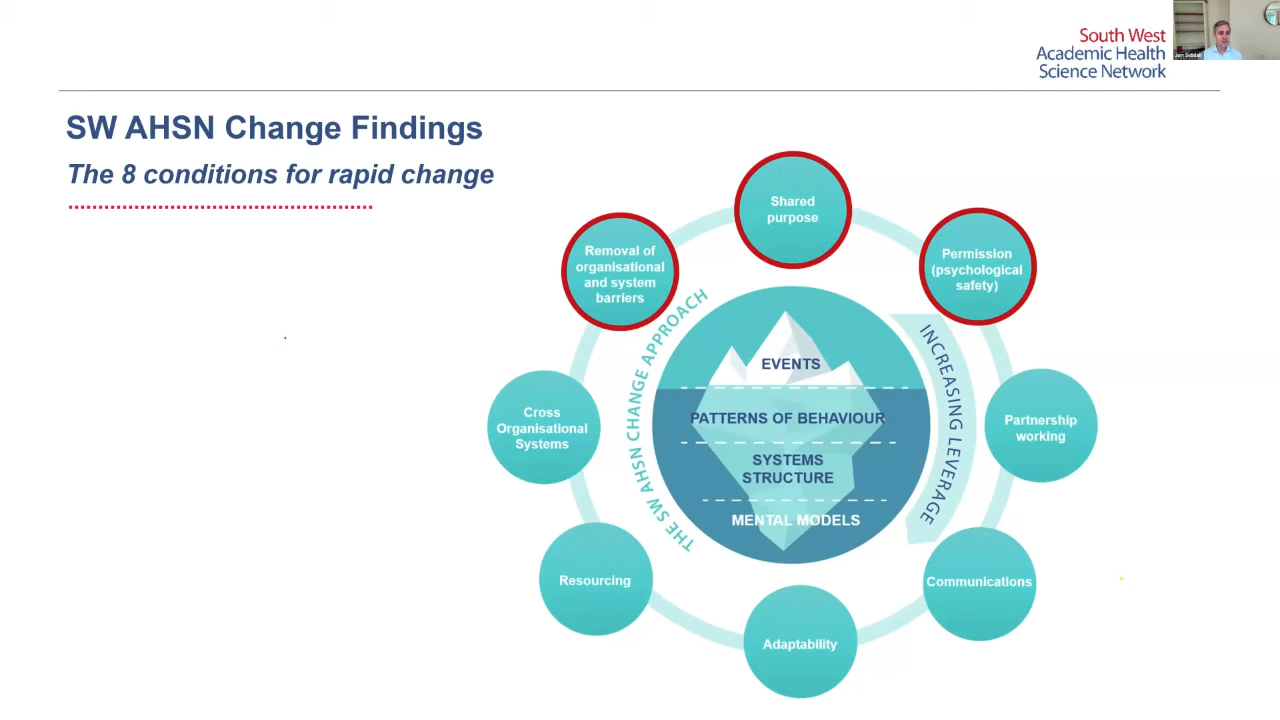 South West
Academic Health
Science Network
Jon Siddall
SW AHSN Change Findings
The 8 conditions for rapid change
Shared
purpose
Removal of
organisational
and system
barriers
Permission
(psychological
safety)
THE SW AHSN CHANGE APPROACH
EVENTS
PATTERNS OF BEHAVIOUR
SYSTEMS
STRUCTURE
MENTAL MODELS
INCREASING LEVERAGE
Cross
Organisational
Systems
Partnership
working
Resourcing
Communications
Adaptability